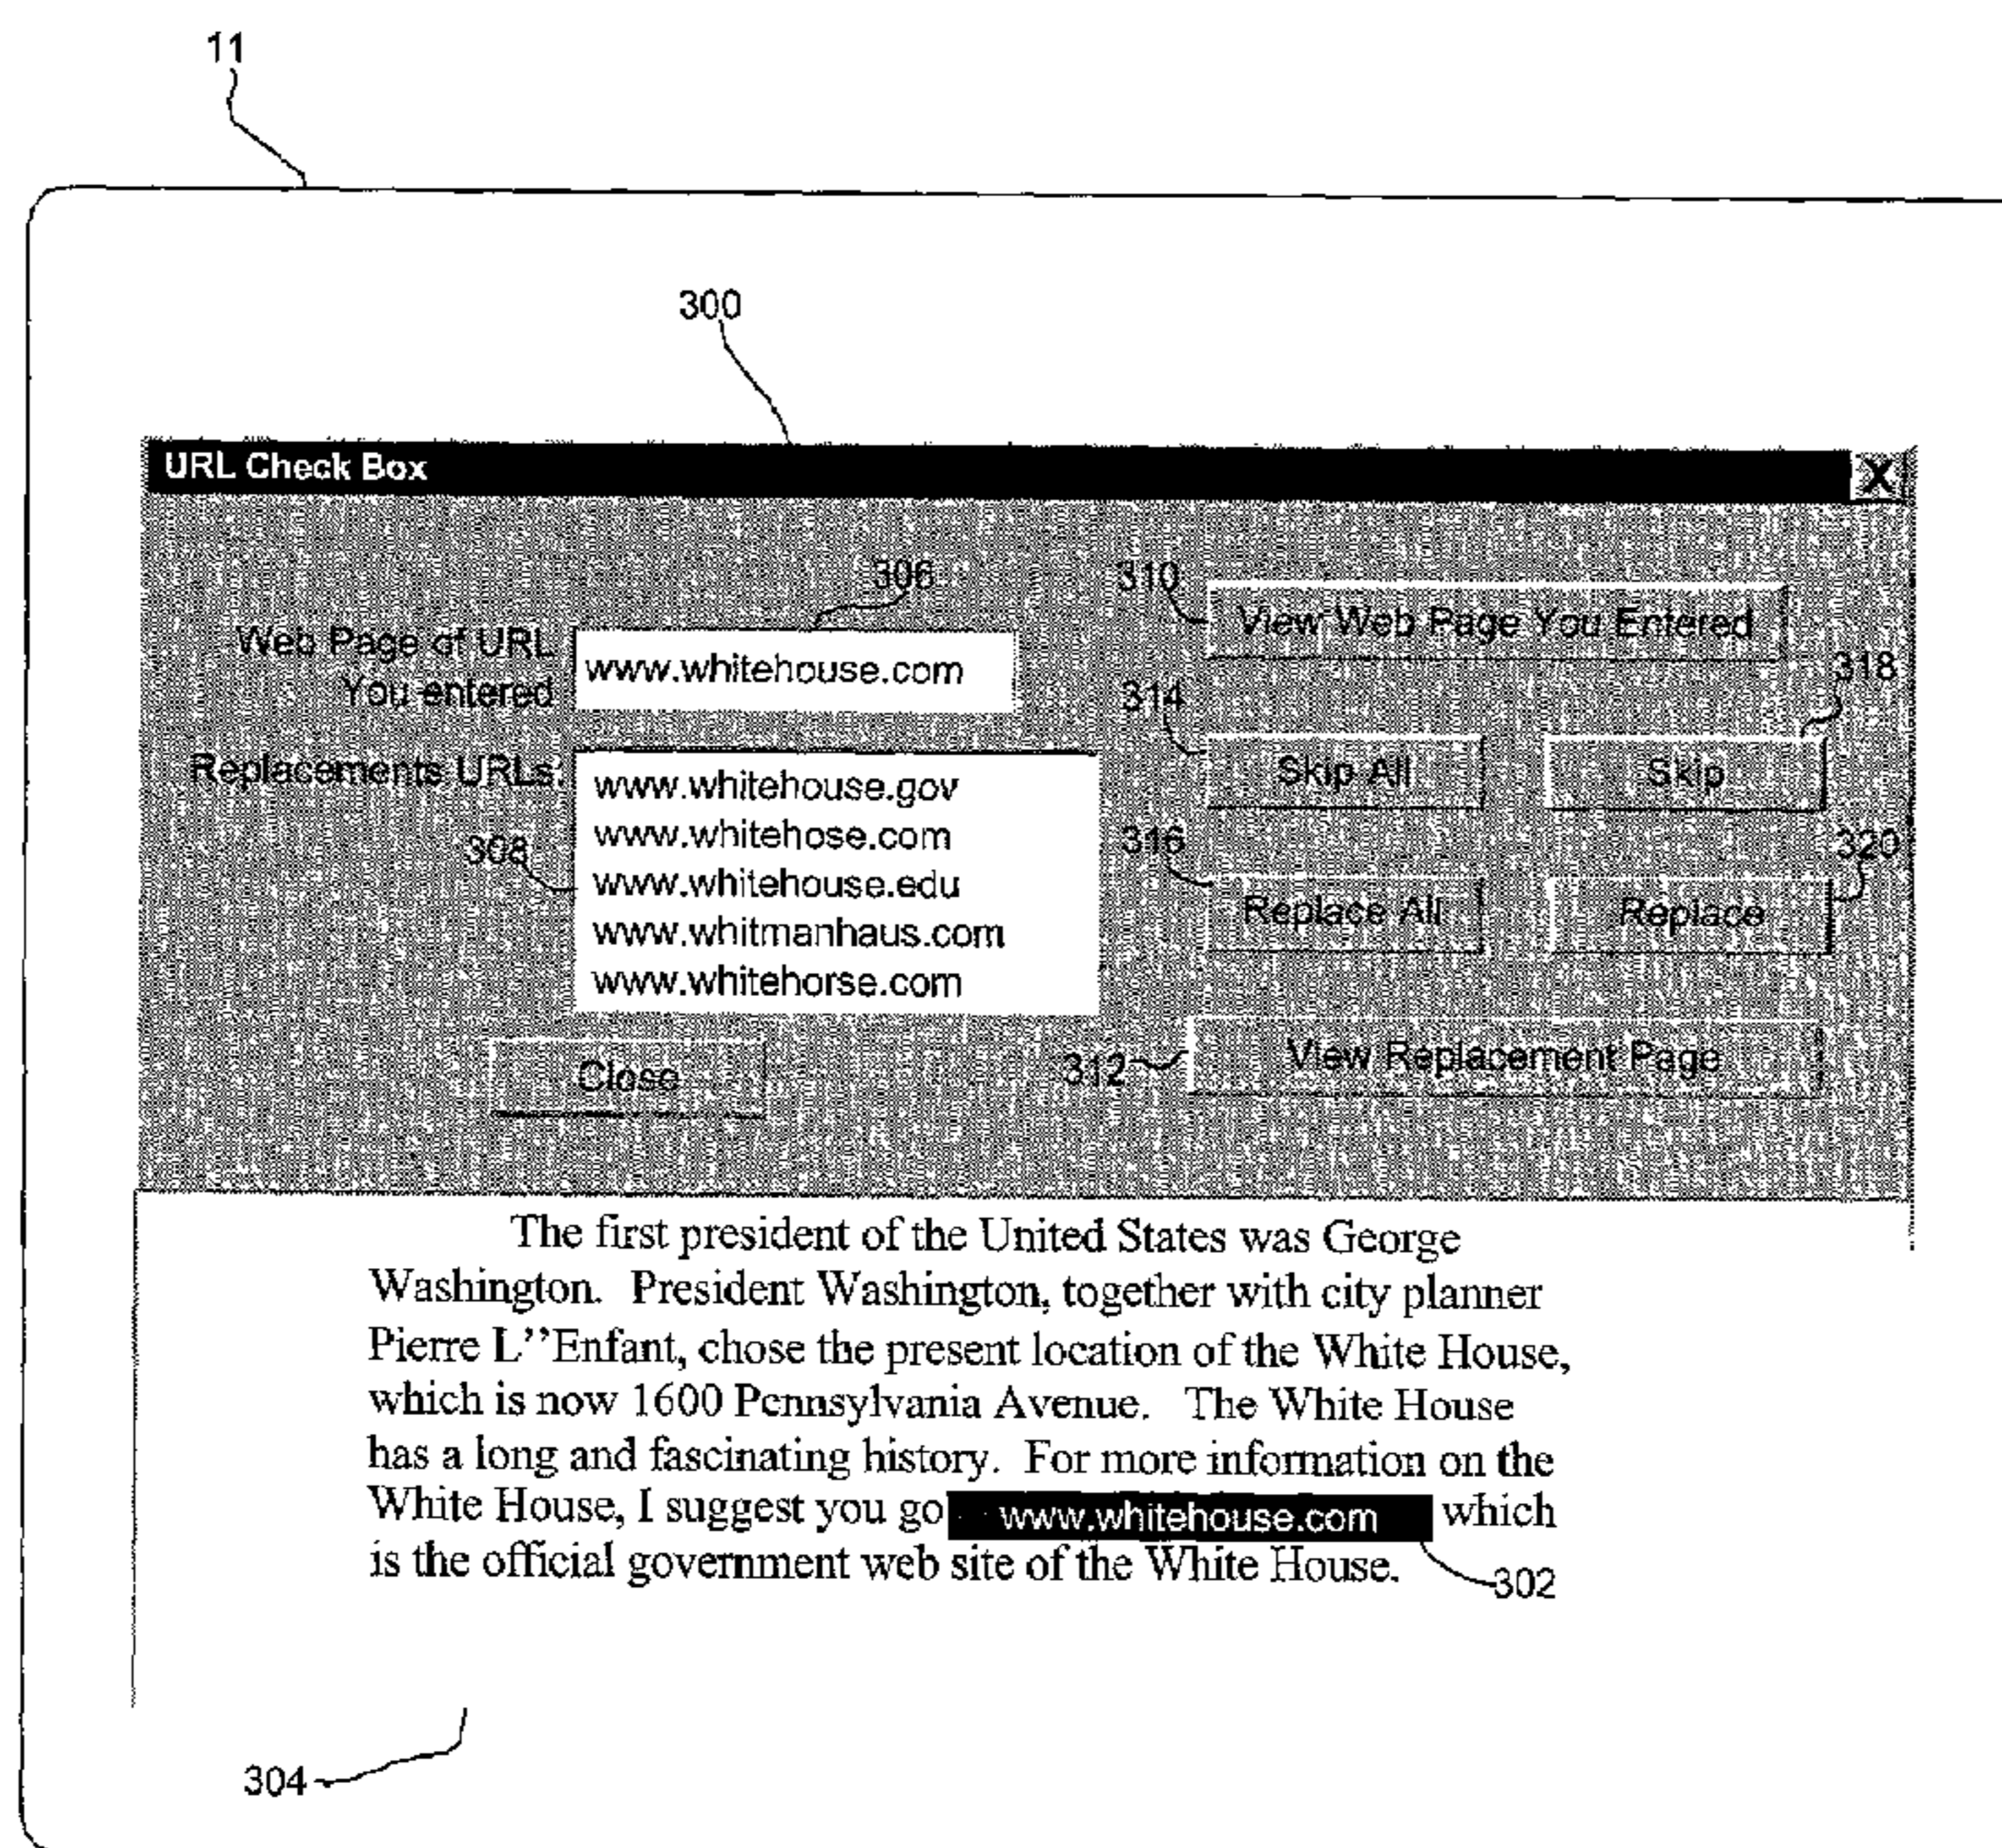 11
300
URL Check Box
X
306
310
View Web Page You Entered
Web Page of URL
You entered
www.whitehouse.com
318
314
Replacements URLs:
Skip All
Skip
www.whitehouse.gov
www.whitehose.com
www.whitehouse.edu
www.whitmanhaus.com
www.whitehorse.com
308
316
320
Replace All
Replace
Close
312
View Replacement Page
The first president of the United States was George
Washington. President Washington, together with city planner
Pierre L’’Enfant, chose the present location of the White House,
which is now 1600 Pennsylvania Avenue. The White House
has a long and fascinating history. For more information on the
White House, I suggest you go www.whitehouse.com which
is the official government web site of the White House.
302
304